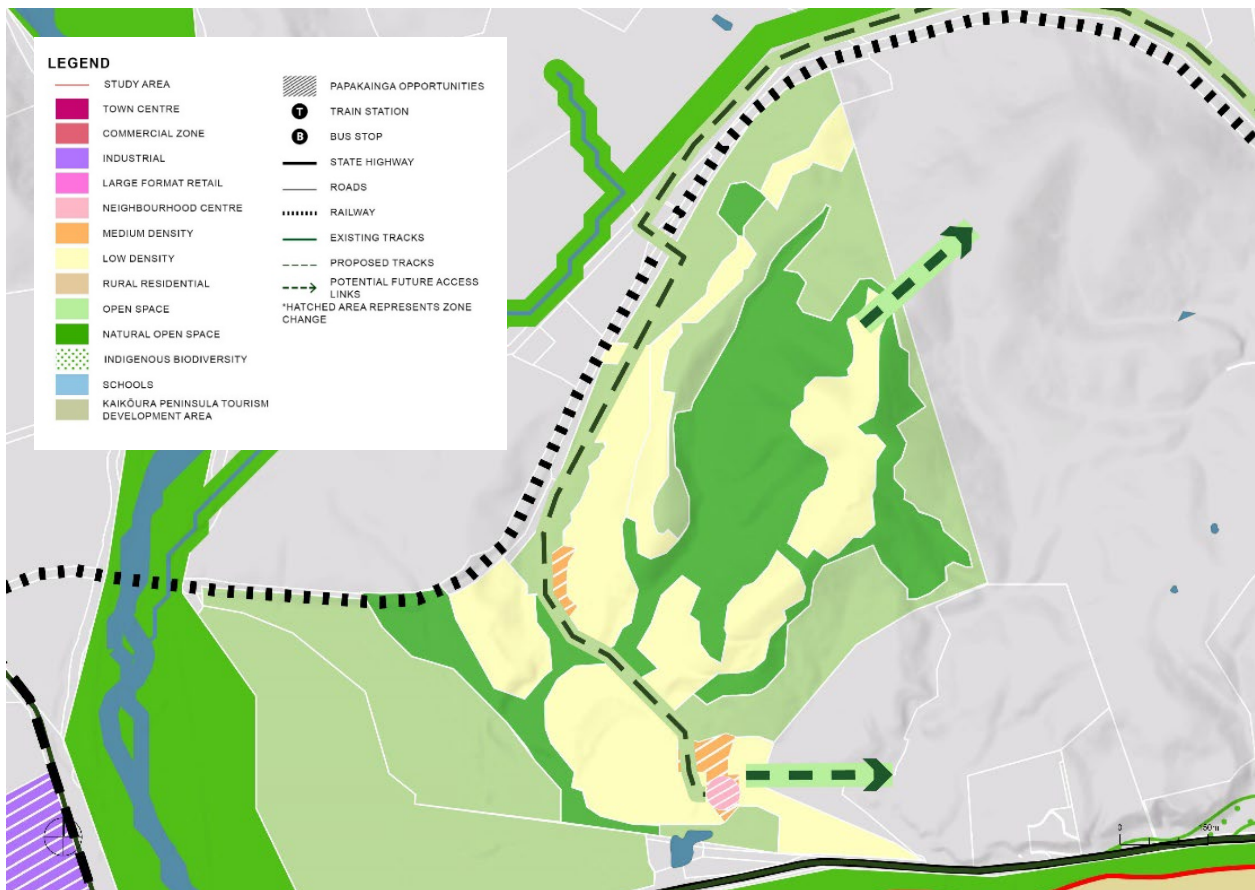 LEGEND
STUDY AREA
TOWN CENTRE
COMMERCIAL ZONE
INDUSTRIAL
LARGE FORMAT RETAIL
NEIGHBOURHOOD CENTRE
MEDIUM DENSITY
LOW DENSITY
RURAL RESIDENTIAL
OPEN SPACE
NATURAL OPEN SPACE
INDIGENOUS BIODIVERSITY
SCHOOLS
KAIKŌURA PENINSULA TOURISM
DEVELOPMENT AREA
PAPAKAINGA OPPORTUNITIES
T TRAIN STATION
B BUS STOP
STATE HIGHWAY
ROADS
RAILWAY
EXISTING TRACKS
PROPOSED TRACKS
POTENTIAL FUTURE ACCESS
LINKS
*HATCHED AREA REPRESENTS ZONE
CHANGE
0